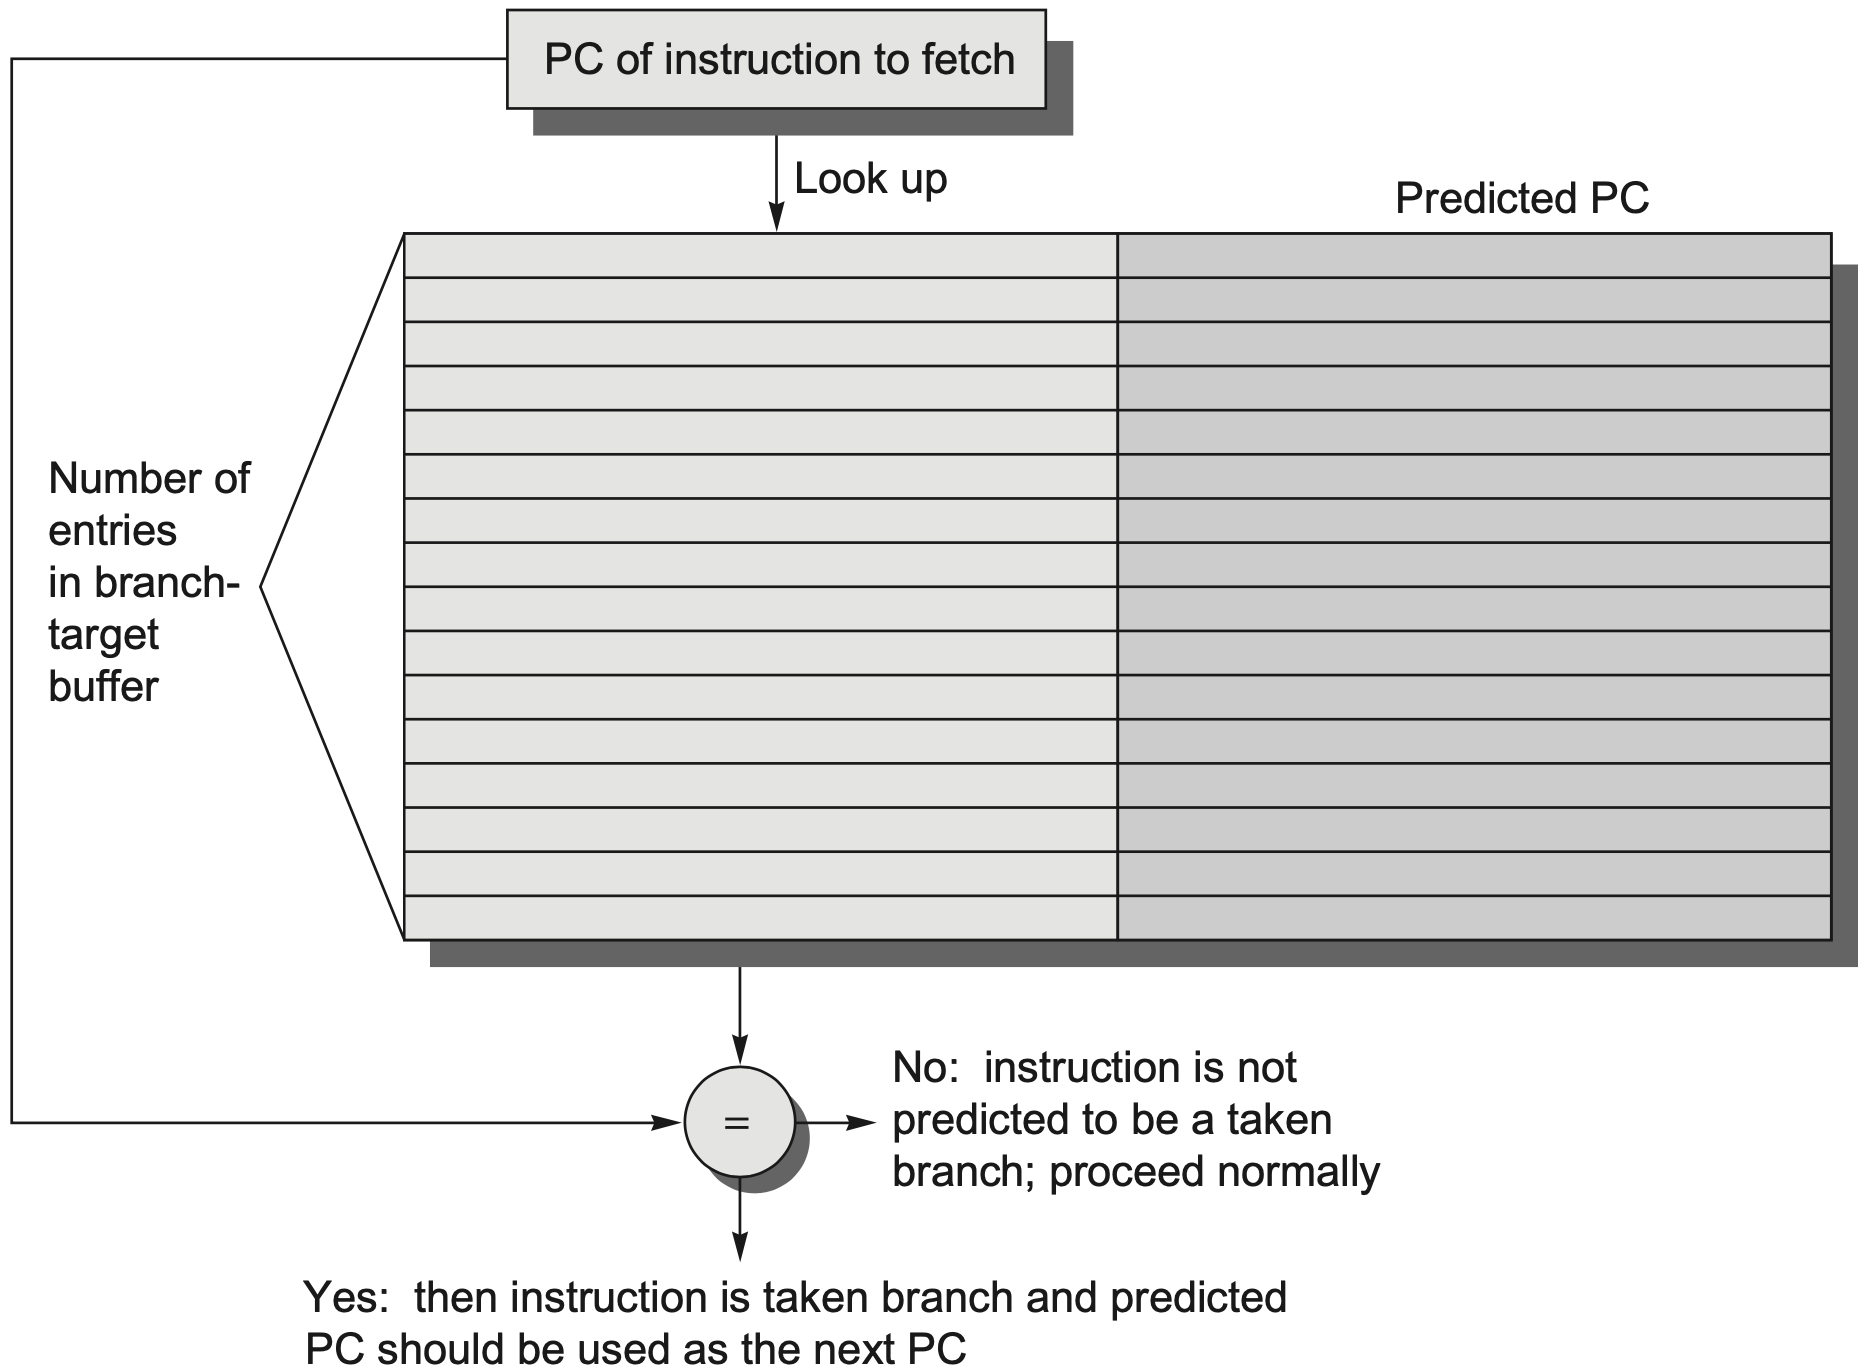 PC of instruction to fetch
Look up
Predicted PC
Number of
entries
in branch-
target
buffer
=
No: instruction is not
predicted to be a taken
branch; proceed normally
Yes: then instruction is taken branch and predicted
PC should be used as the next PC